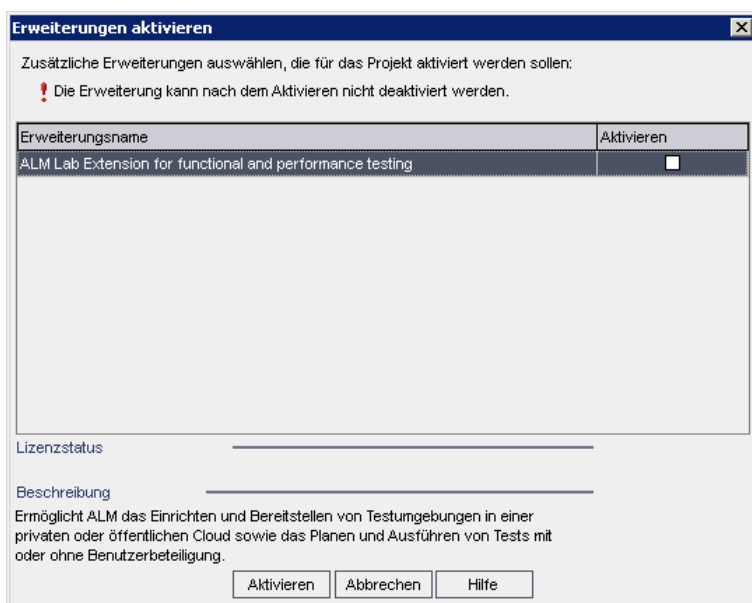 Erweiterungen aktivieren
Zusätzliche Erweiterungen auswählen, die für das Projekt aktiviert werden sollen:
Die Erweiterung kann nach dem Aktivieren nicht deaktiviert werden.
Erweiterungsname Aktivieren
ALM Lab Extension for functional and performance testing
Lizenzstatus
Beschreibung
Ermöglicht ALM das Einrichten und Bereitstellen von Testumgebungen in einer
privaten oder öffentlichen Cloud sowie das Planen und Ausführen von Tests mit
oder ohne Benutzerbeteiligung.
Aktivieren Abbrechen Hilfe